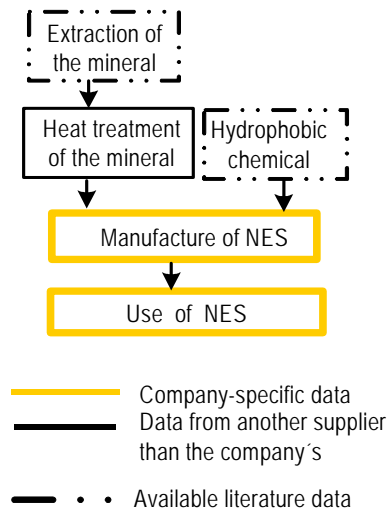 Extraction of
the mineral
Heat treatment
of the mineral
Hydrophobic
chemical
Manufacture of NES
Use of NES
Company-specific data
Data from another supplier
than the company´s
Available literature data